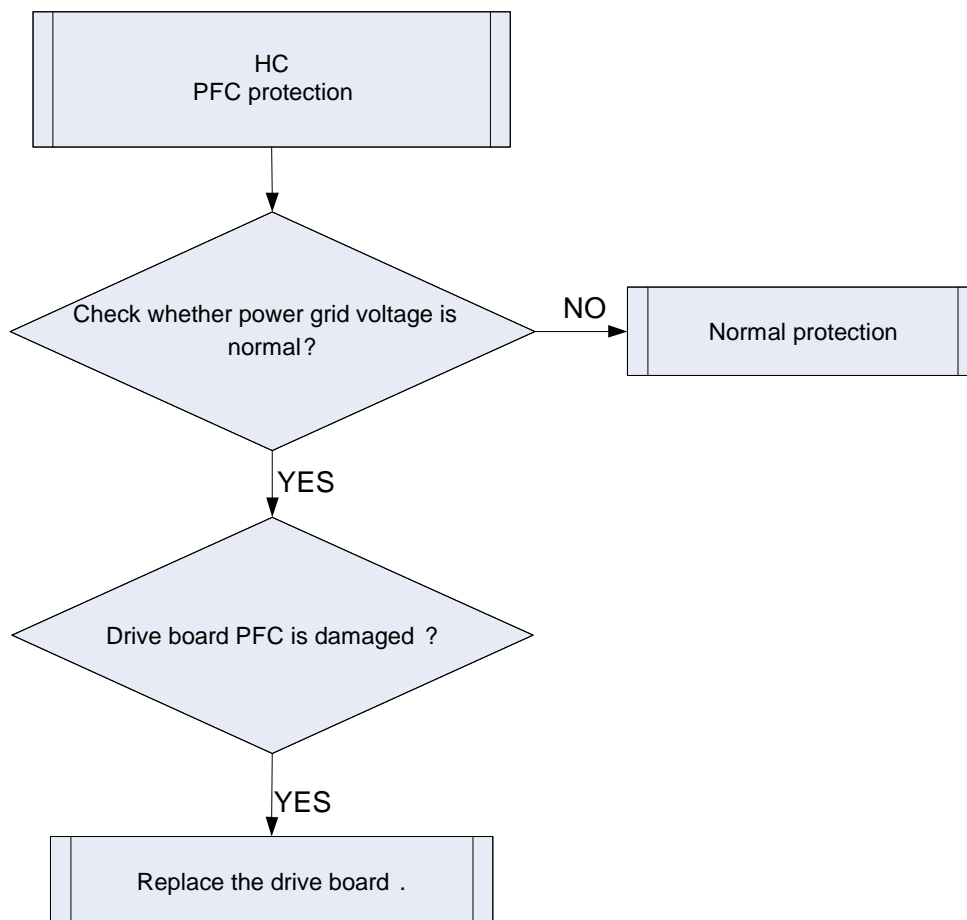 HC
PFC protection
Check whether power grid voltage is
normal?
NO
Normal protection
YES
Drive board PFC is damaged ?
YES
Replace the drive board .